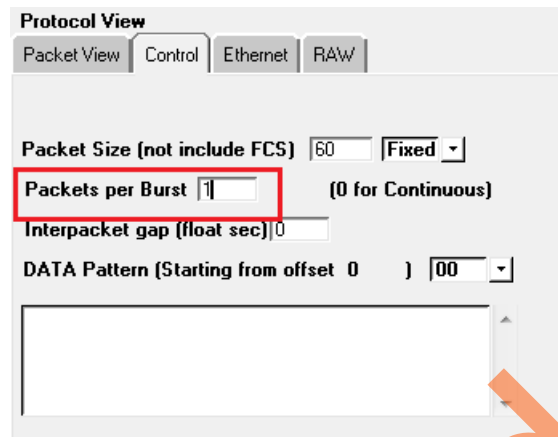 Protocol View
Packet View Control Ethernet RAW
Packet Size (not include FCS) 60 Fixed
Packets per Burst 1 (0 for Continuous)
Interpacket gap (float sec) 0
DATA Pattern (Starting from offset 0 ) 00